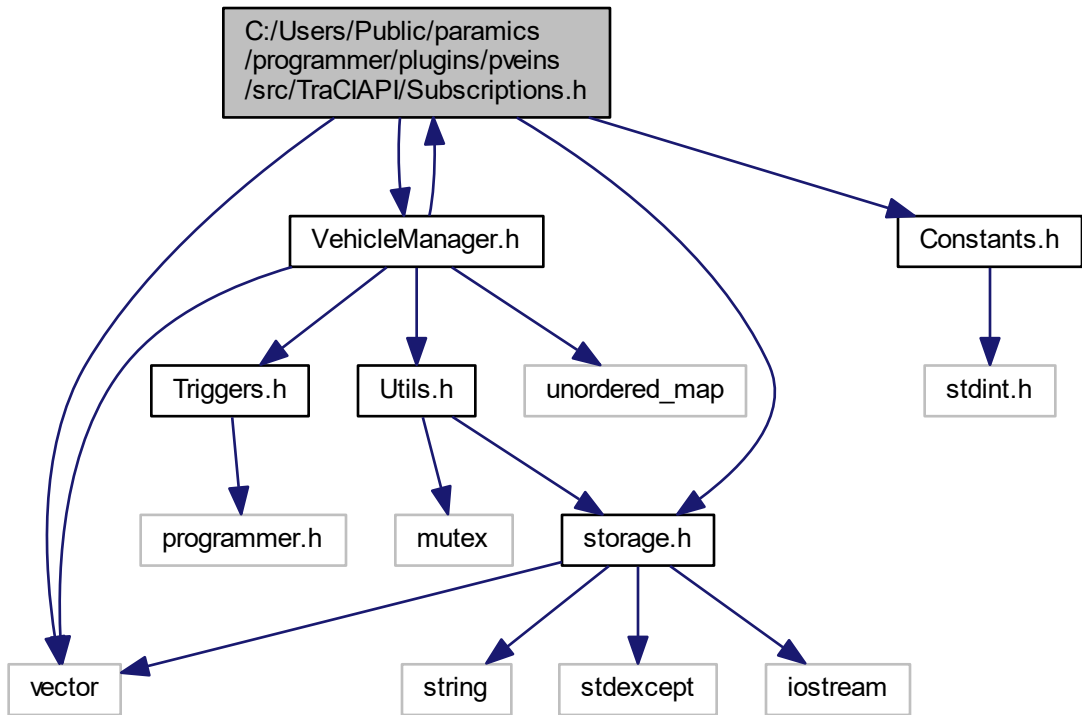 C:/Users/Public/paramics
/programmer/plugins/pveins
/src/TraCIAPI/Subscriptions.h
VehicleManager.h
Constants.h
Triggers.h
Utils.h
unordered_map
stdint.h
programmer.h
mutex
storage.h
vector
string
stdexcept
iostream